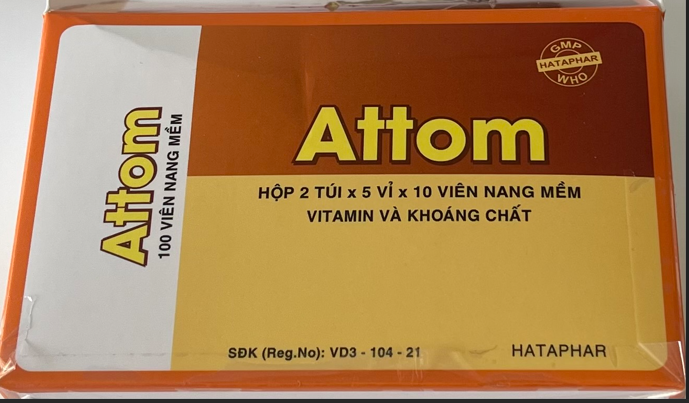 Attom
100 VIÊN NANG MỀM
GMP
HATAPHAR
WHO
Attom
HỘP 2 TÚI x 5 VỈ x 10 VIÊN NANG MỀM
VITAMIN VÀ KHOÁNG CHẤT
SĐK (Reg.No): VD3 - 104 - 21
HATAPHAR